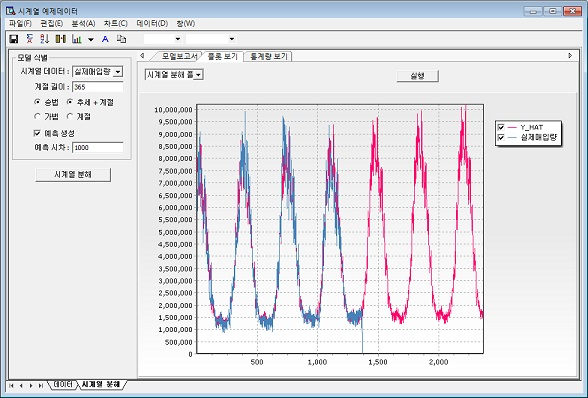 시계열 예제데이터
파일(F) 편집(E) 분석(A) 차트(C) 데이터(D) 창(W)
모델 식별
시계열 데이터 : 실제매입량
계절 길이 : 365
승법 추세 + 계절
가법 계절
예측 생성
예측 시차 : 1000
시계열 분해
모델보고서 플롯 보기 통계량 보기
시계열 분해 플
실행
10,000,000
9,500,000
9,000,000
8,500,000
8,000,000
7,500,000
7,000,000
6,500,000
6,000,000
5,500,000
5,000,000
4,500,000
4,000,000
3,500,000
3,000,000
2,500,000
2,000,000
1,500,000
1,000,000
500,000
0
500 1,000 1,500 2,000
Y_HAT
실제매입량
데이터 시계열 분해